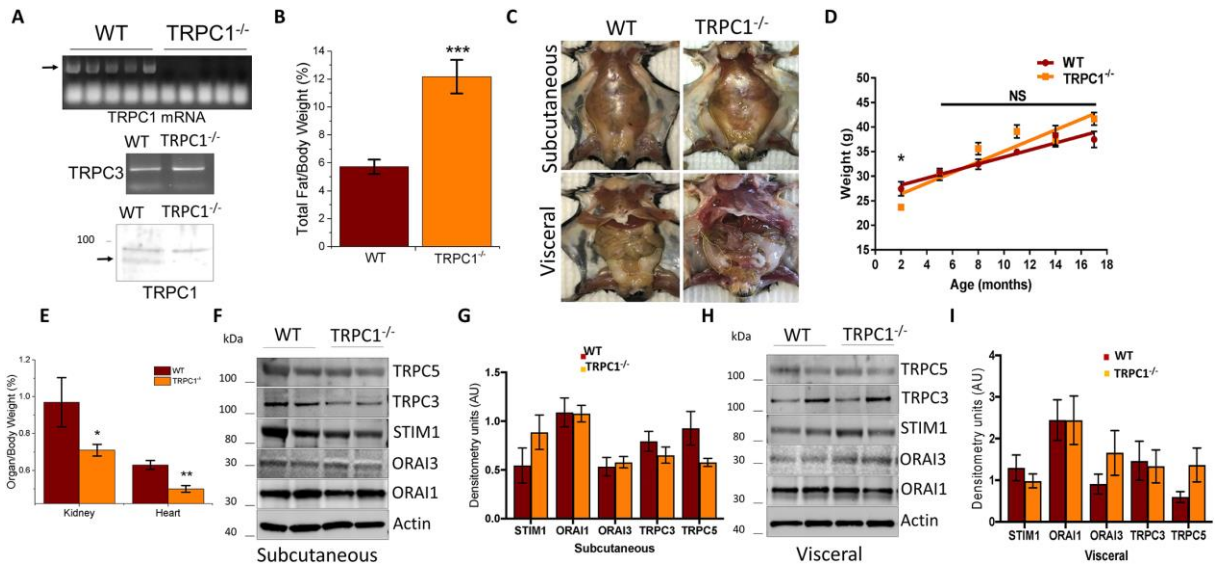 A
WT TRPC1-/-
TRPC1 mRNA
WT TRPC1-/-
TRPC3
WT TRPC1-/-
100
TRPC1
B
Total Fat/Body Weight (%)
14
12
10
8
6
4
2
0
***
WT TRPC1-/-
C
WT TRPC1-/-
Subcutaneous
Visceral
D
WT
TRPC1-/-
NS
*
Weight (g)
60
50
40
30
20
10
0
0 2 4 6 8 10 12 14 16 18
Age (months)
E
Organ/Body Weight (%)
1.0
0.8
0.6
WT
TRPC1-/-
*
**
Kidney Heart
F
kDa
WT TRPC1-/-
100 TRPC5
100 TRPC3
80 STIM1
30 ORAI3
30 ORAI1
40 Actin
Subcutaneous
G
WT
TRPC1-/-
Densitometry units (AU)
1.5
1.0
0.5
0.0
STIM1 ORAI1 ORAI3 TRPC3 TRPC5
Subcutaneous
H
kDa
WT TRPC1-/-
100 TRPC5
100 TRPC3
80 STIM1
30 ORAI3
30 ORAI1
40 Actin
Visceral
I
WT
TRPC1-/-
Densitometry units (AU)
5
4
3
2
1
0
STIM1 ORAI1 ORAI3 TRPC3 TRPC5
Visceral